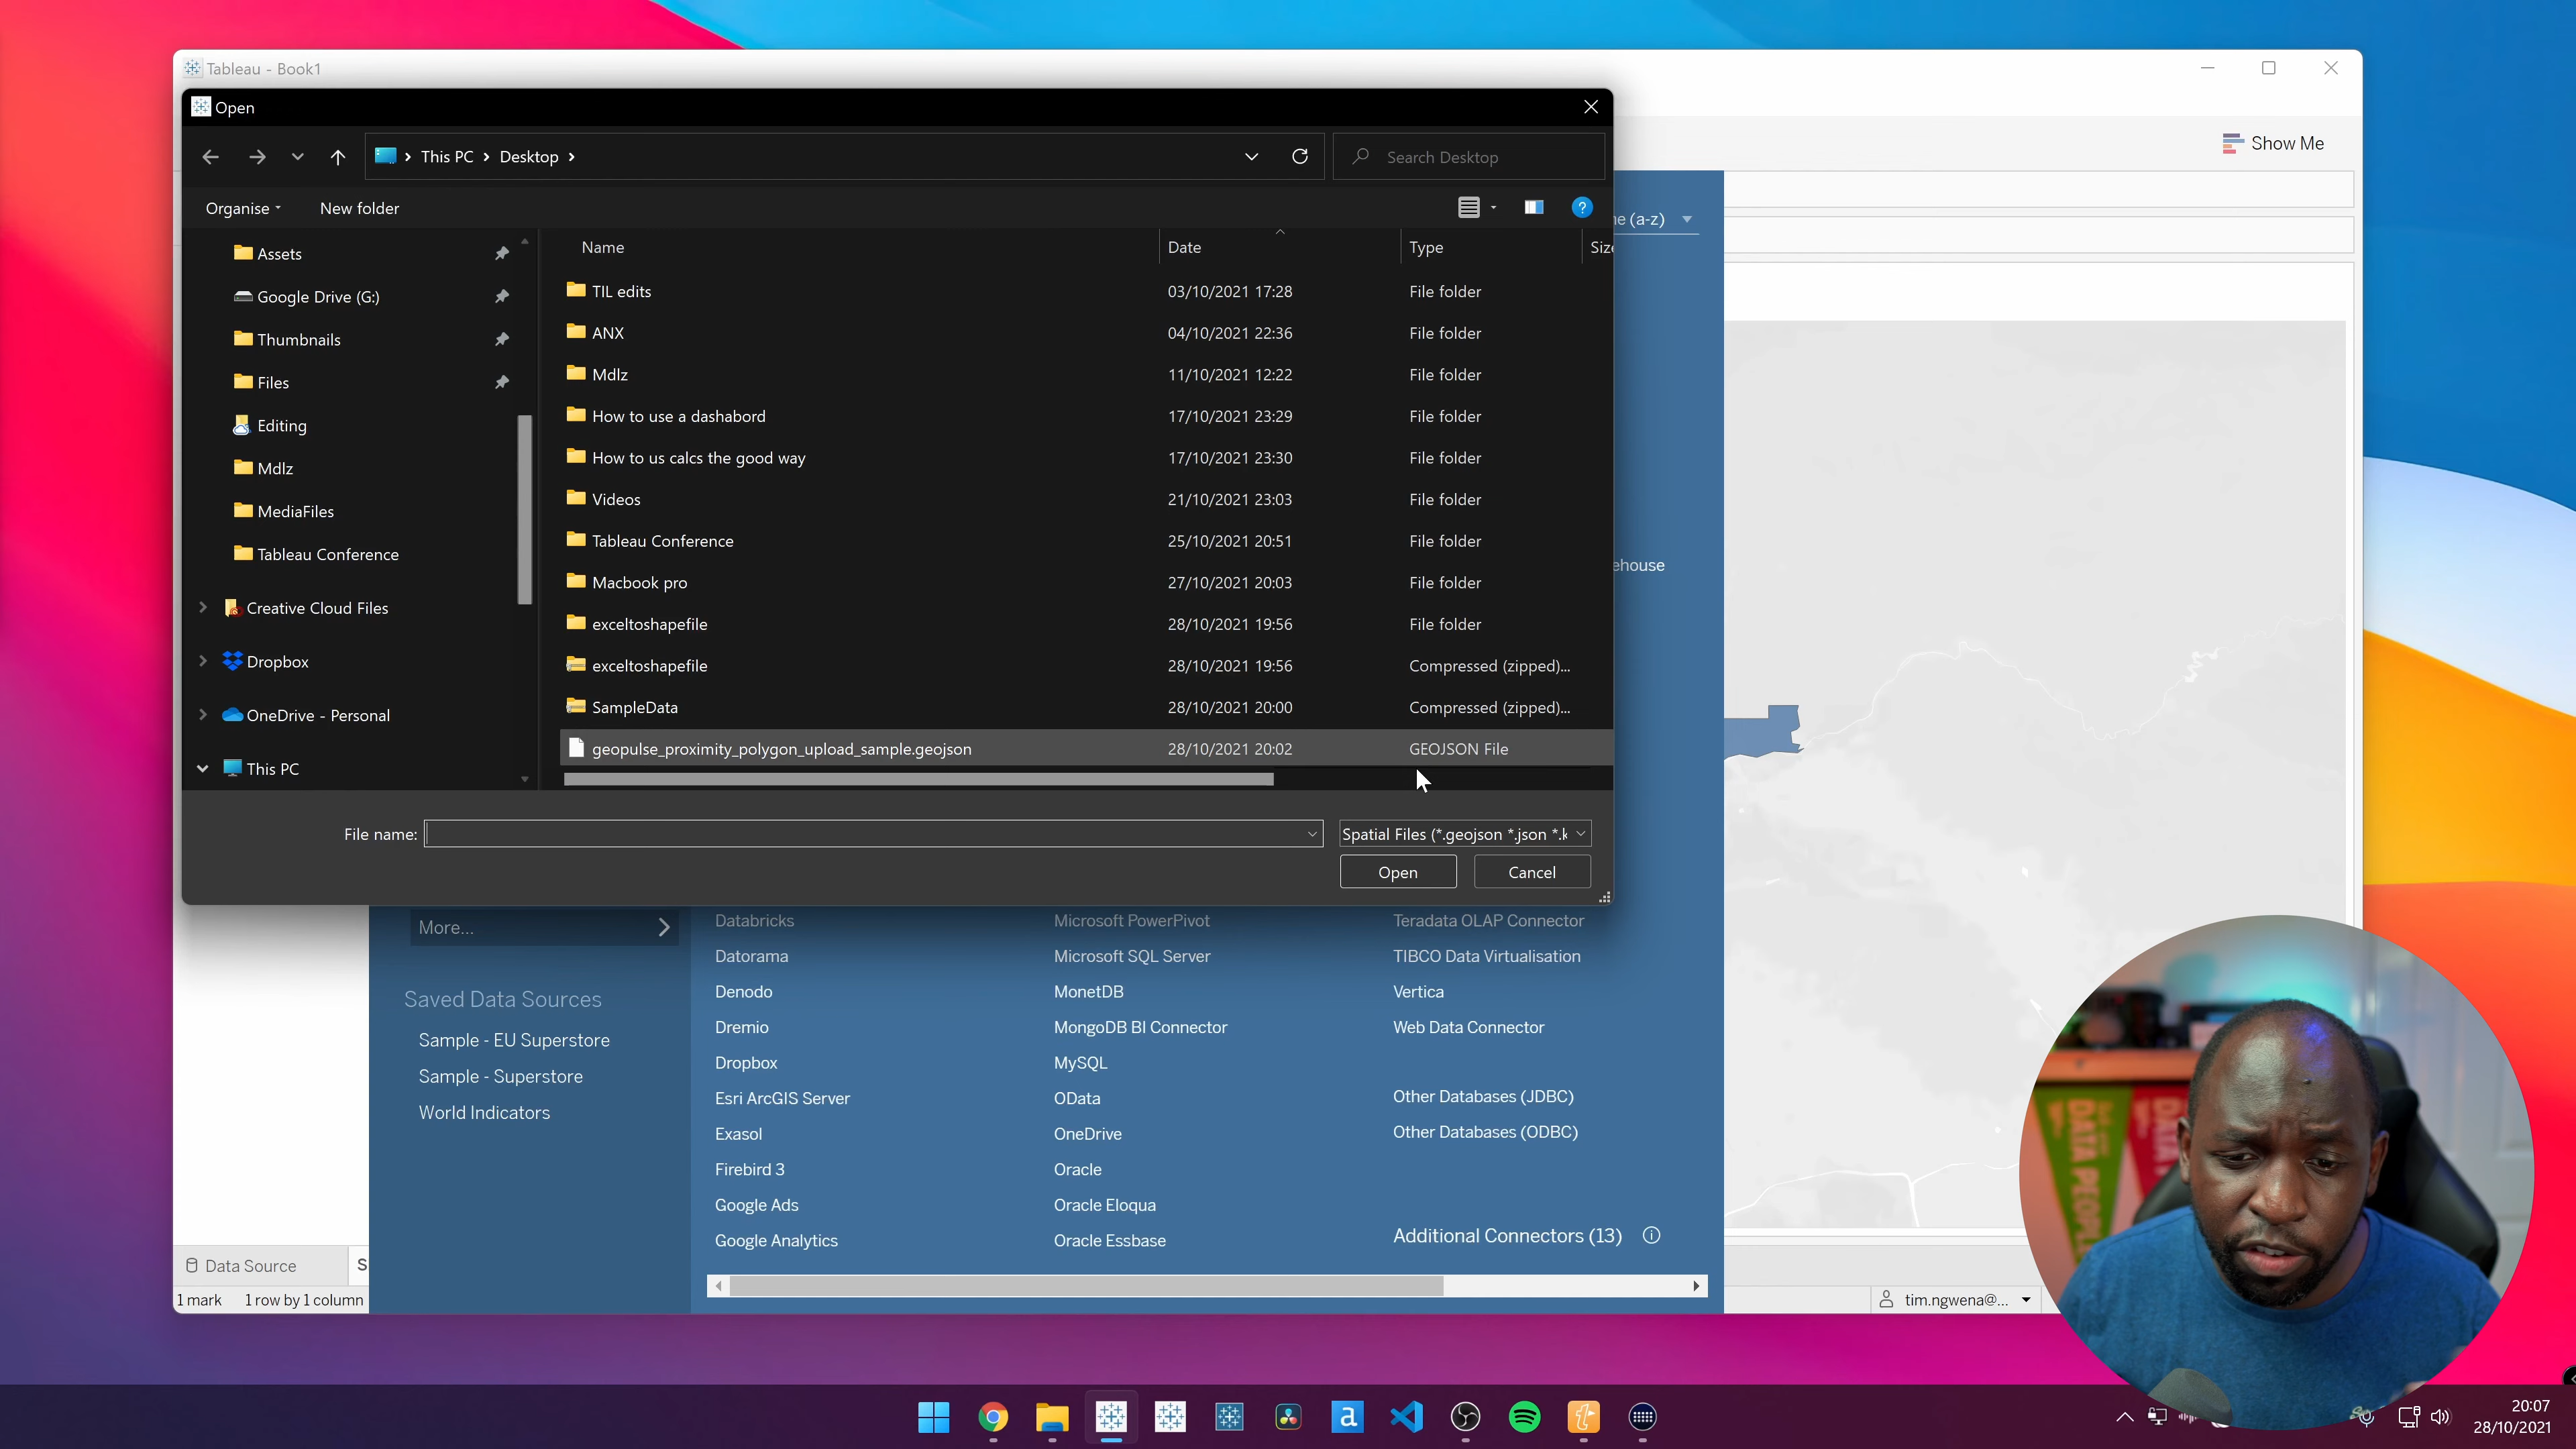 Tableau - Book1
Open
This PC > Desktop >
Search Desktop
Show Me
Organise
New folder
ne (a-z)
Name
Date
Type
Size
Assets
Google Drive (G:)
Thumbnails
Files
Editing
Mdlz
MediaFiles
Tableau Conference
Creative Cloud Files
Dropbox
OneDrive - Personal
This PC
TIL edits 03/10/2021 17:28 File folder
ANX 04/10/2021 22:36 File folder
Mdlz 11/10/2021 12:22 File folder
How to use a dashabord 17/10/2021 23:29 File folder
How to us calcs the good way 17/10/2021 23:30 File folder
Videos 21/10/2021 23:03 File folder
Tableau Conference 25/10/2021 20:51 File folder
Macbook pro 27/10/2021 20:03 File folder
exceltoshapefile 28/10/2021 19:56 File folder
exceltoshapefile 28/10/2021 19:56 Compressed (zipped)...
SampleData 28/10/2021 20:00 Compressed (zipped)...
geopulse_proximity_polygon_upload_sample.geojson 28/10/2021 20:02 GEOJSON File
ehouse
File name:
Spatial Files (*.geojson *.json *.k
Open
Cancel
More...
Saved Data Sources
Sample - EU Superstore
Sample - Superstore
World Indicators
Databricks
Datorama
Denodo
Dremio
Dropbox
Esri ArcGIS Server
Exasol
Firebird 3
Google Ads
Google Analytics
Microsoft PowerPivot
Microsoft SQL Server
MonetDB
MongoDB BI Connector
MySQL
OData
OneDrive
Oracle
Oracle Eloqua
Oracle Essbase
Teradata OLAP Connector
TIBCO Data Virtualisation
Vertica
Web Data Connector
Other Databases (JDBC)
Other Databases (ODBC)
Additional Connectors (13)
Data Source
S
1 mark 1 row by 1 column
tim.ngwena@...
DATA PEOPLE
20:07
28/10/2021